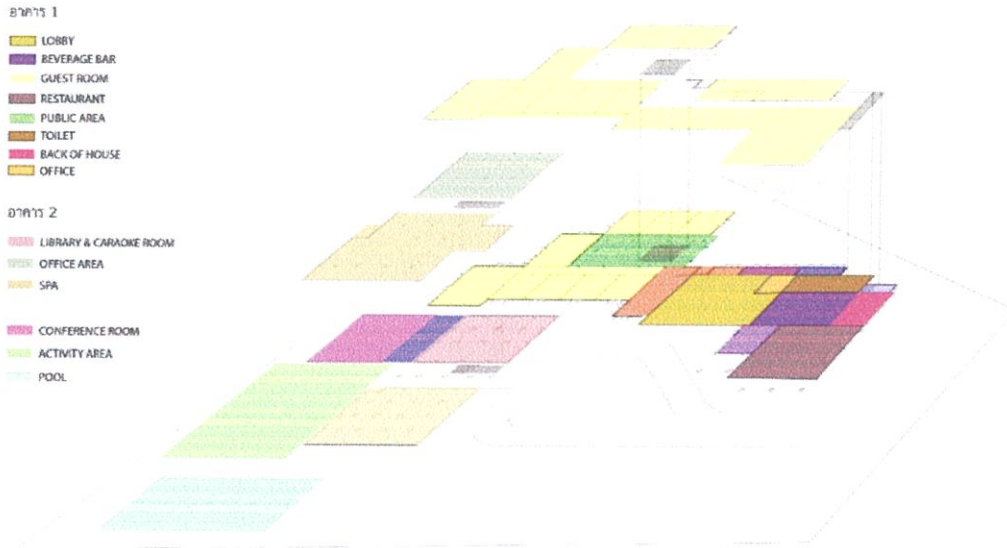 อาคาร 1
LOBBY
BEVERAGE BAR
GUEST ROOM
RESTAURANT
PUBLIC AREA
TOILET
BACK OF HOUSE
OFFICE
อาคาร 2
LIBRARY & CARAOKE ROOM
OFFICE AREA
SPA
CONFERENCE ROOM
ACTIVITY AREA
POOL